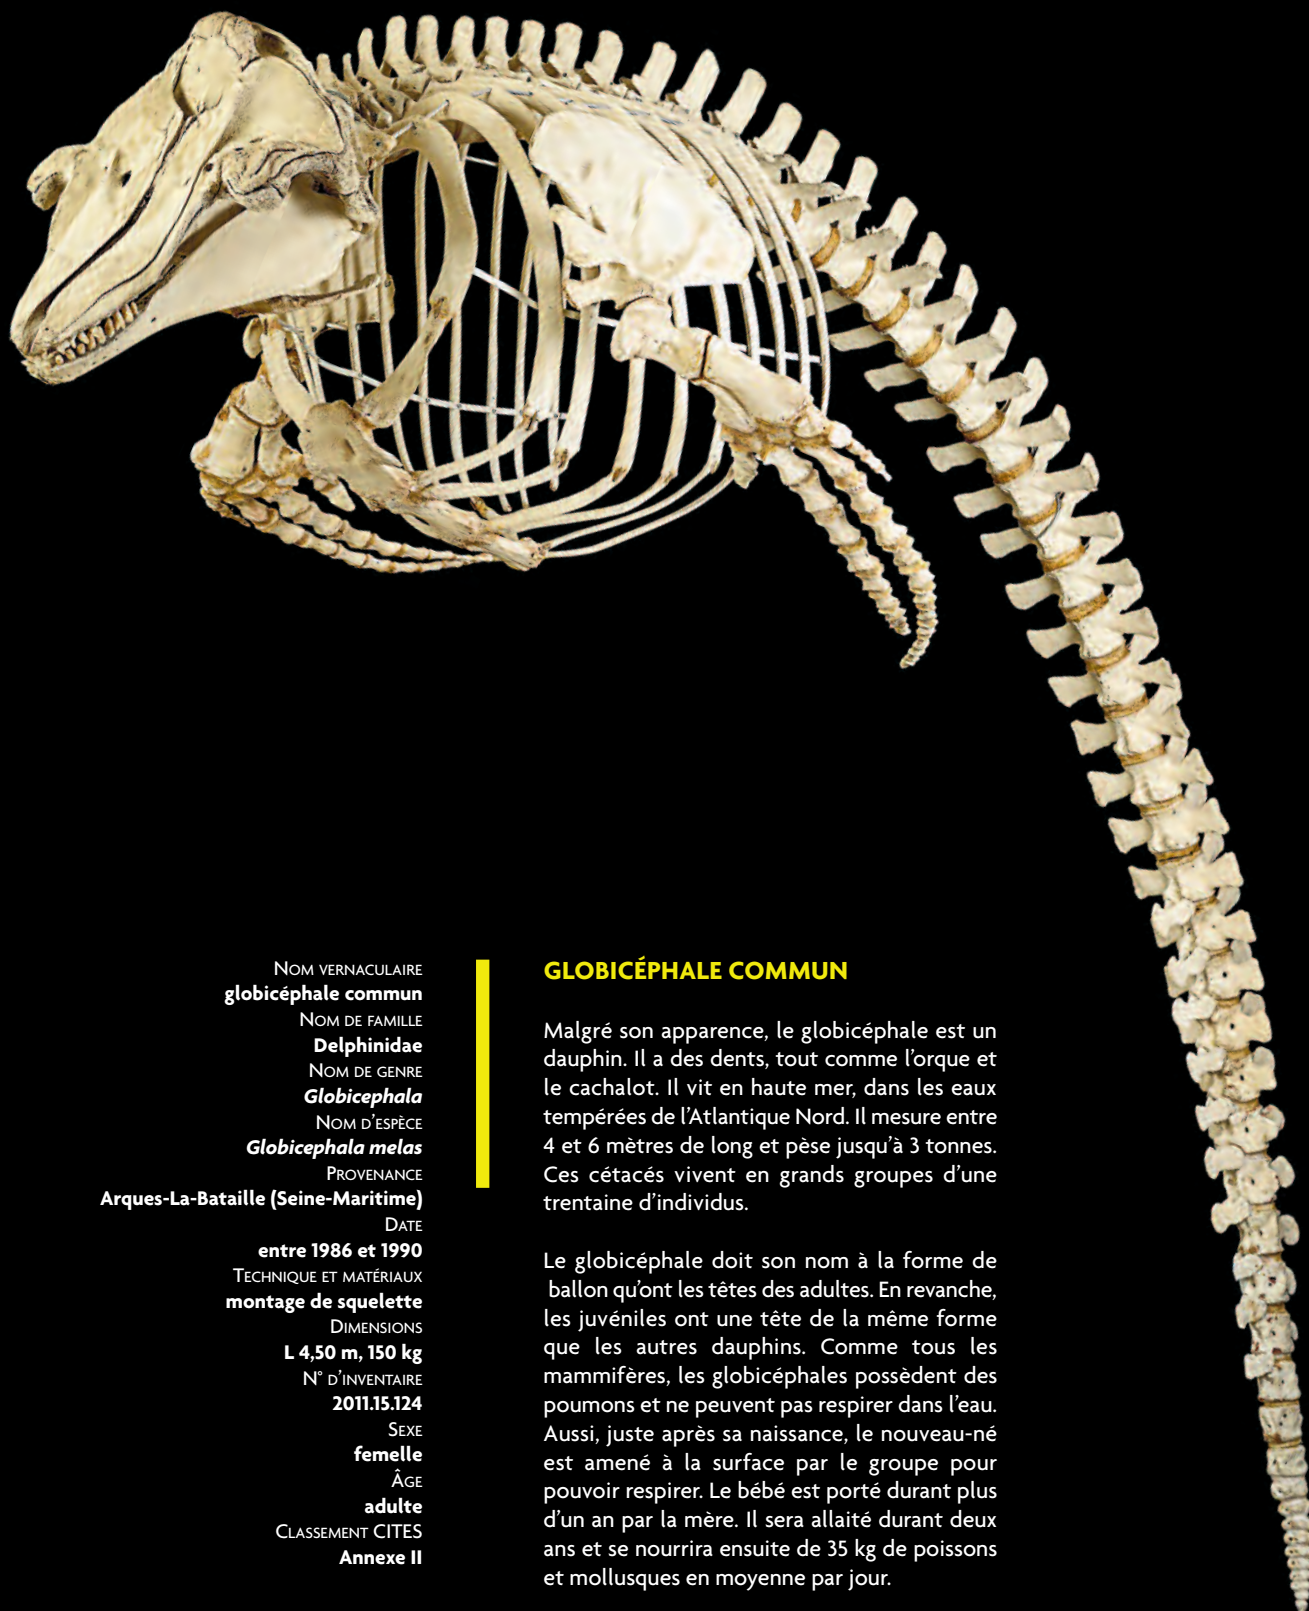 Nom vernaculaire
globicéphale commun
Nom de famille
Delphinidae
Nom de genre
Globicephala
Nom d’espèce
Globicephala melas
Provenance
Arques-La-Bataille (Seine-Maritime)
Date
entre 1986 et 1990
Technique et matériaux
montage de squelette
Dimensions
L 4,50 m, 150 kg
N° d’inventaire
2011.15.124
Sexe
femelle
Âge
adulte
Classement CITES
Annexe II
GLOBICÉPHALE COMMUN
Malgré son apparence, le globicéphale est un
dauphin. Il a des dents, tout comme l’orque et
le cachalot. Il vit en haute mer, dans les eaux
tempérées de l’Atlantique Nord. Il mesure entre
4 et 6 mètres de long et pèse jusqu’à 3 tonnes.
Ces cétacés vivent en grands groupes d’une
trentaine d’individus.
Le globicéphale doit son nom à la forme de
ballon qu’ont les têtes des adultes. En revanche,
les juvéniles ont une tête de la même forme
que les autres dauphins. Comme tous les
mammifères, les globicéphales possèdent des
poumons et ne peuvent pas respirer dans l’eau.
Aussi, juste après sa naissance, le nouveau-né
est amené à la surface par le groupe pour
pouvoir respirer. Le bébé est porté durant plus
d’un an par la mère. Il sera allaité durant deux
ans et se nourrira ensuite de 35 kg de poissons
et mollusques en moyenne par jour.